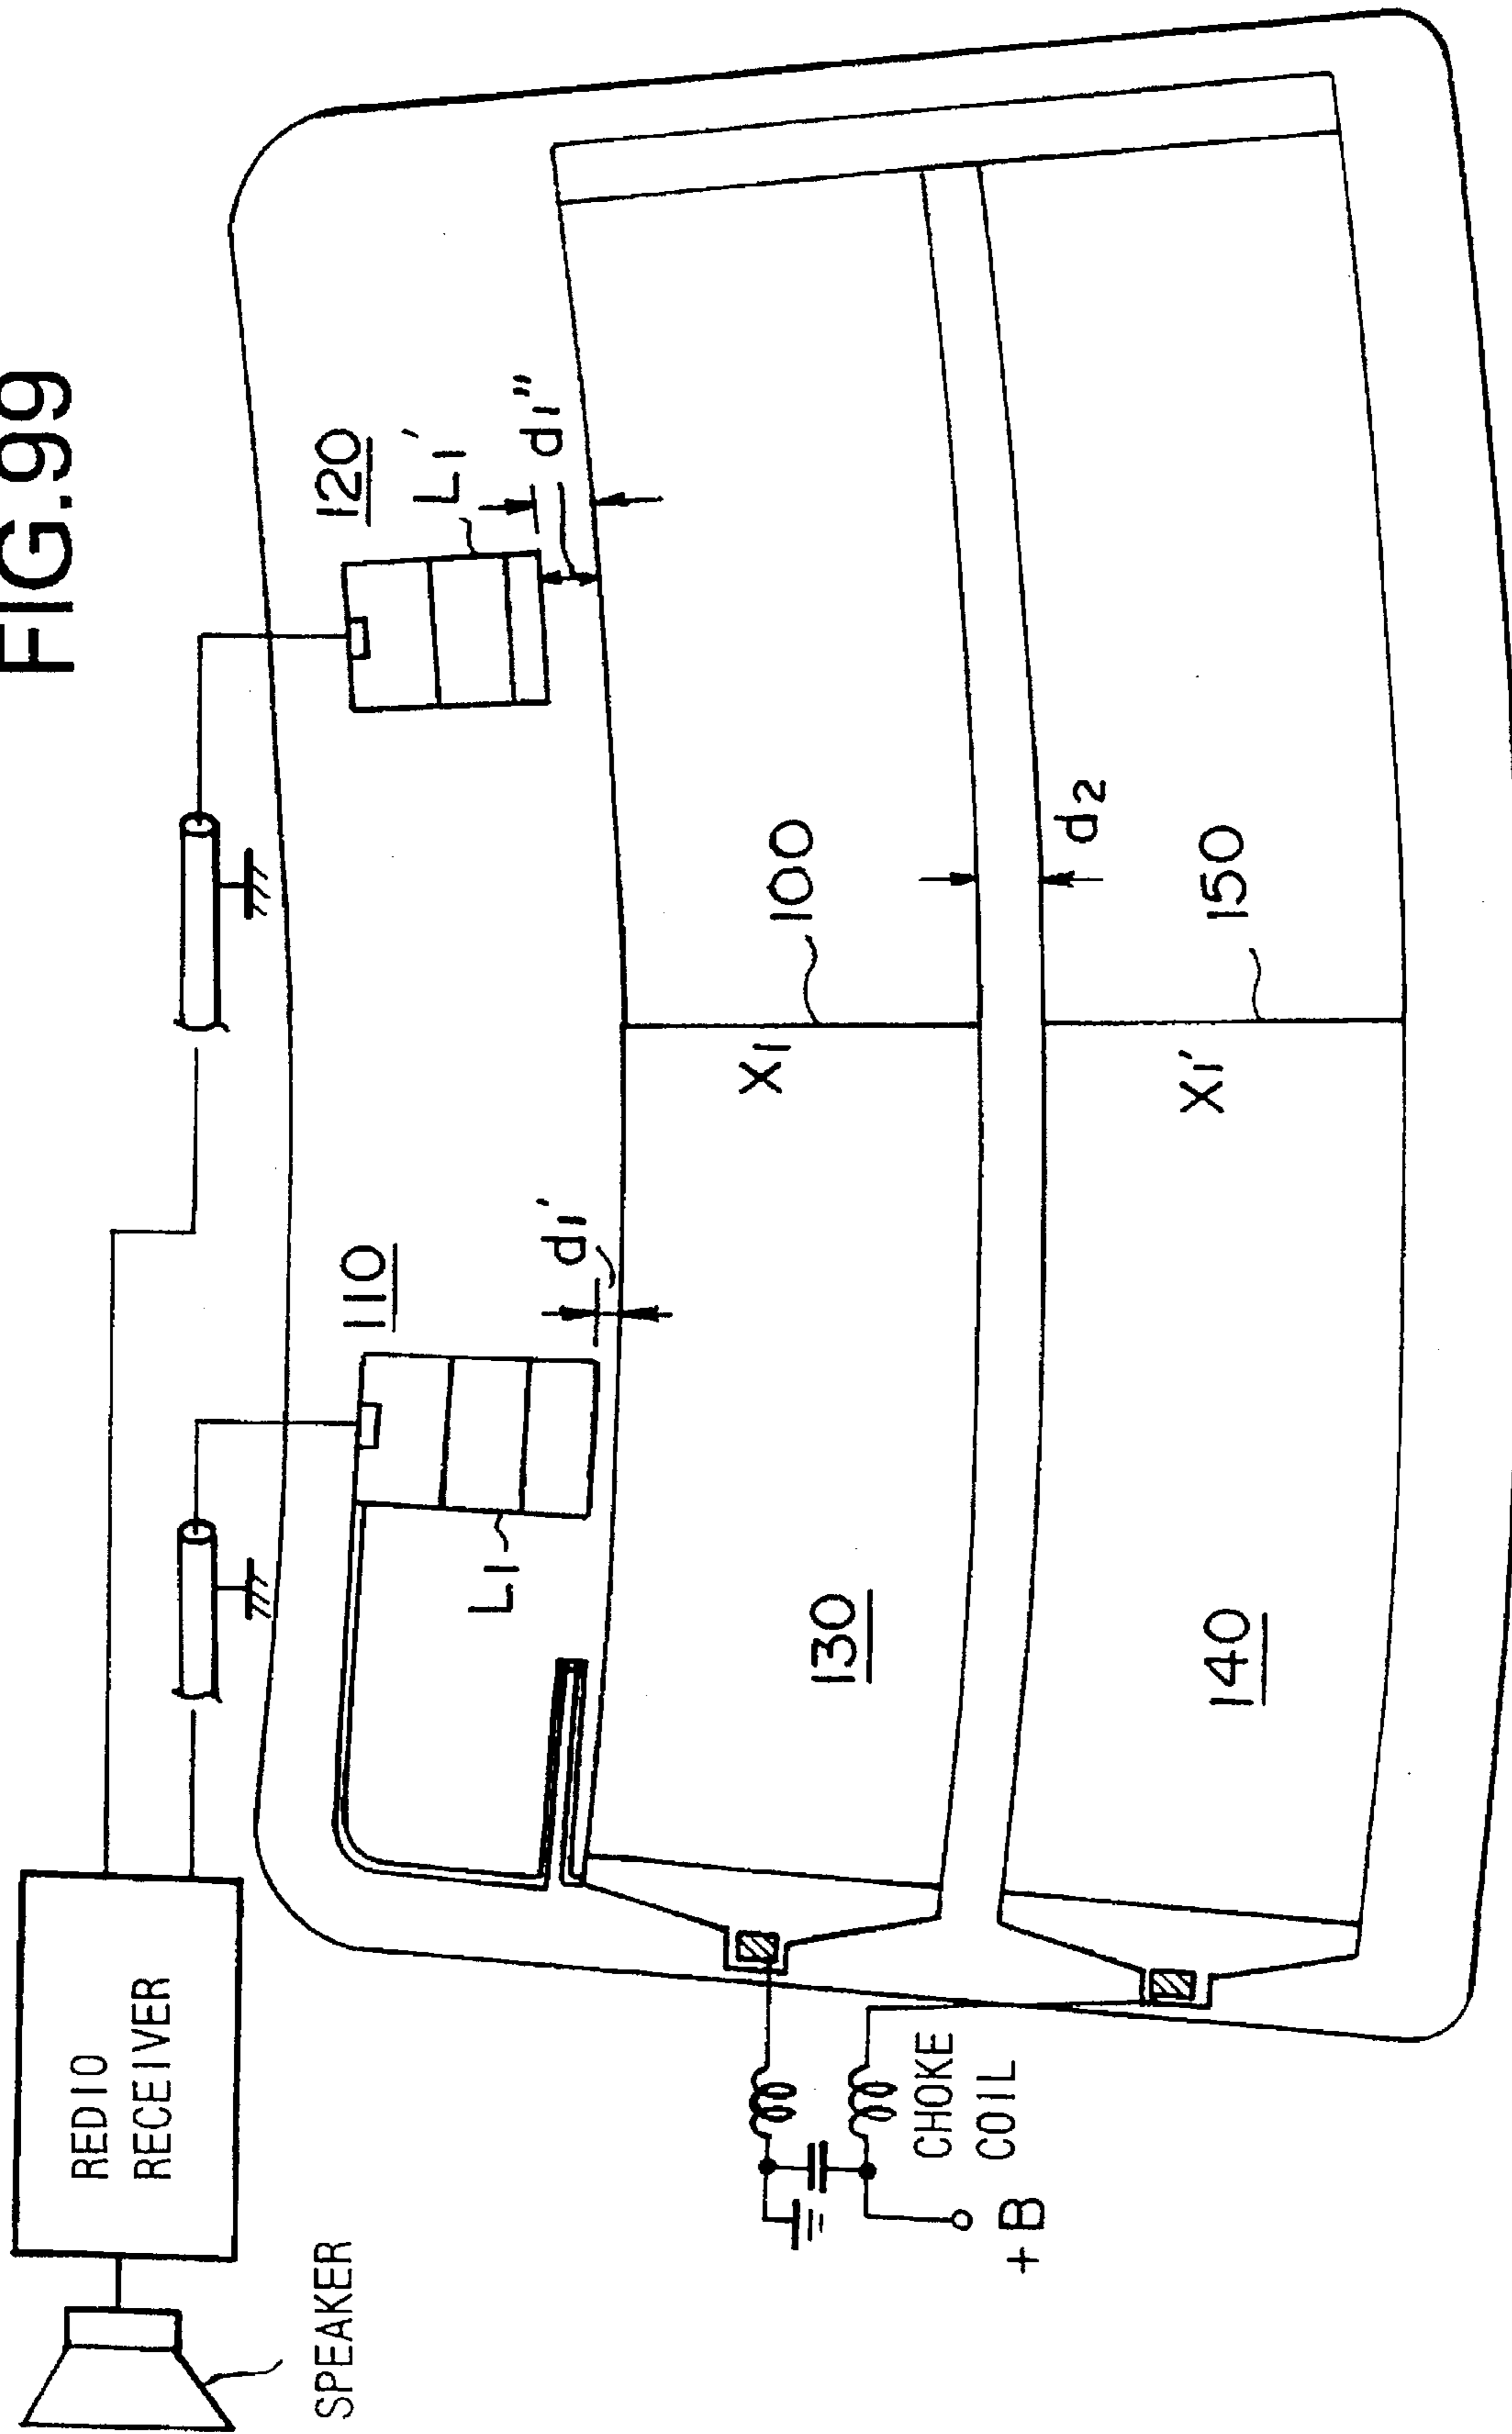 FIG.99
REDIO
RECEIVER
SPEAKER
110
120
L1
L1'
d1'
d1"
X1
100
130
d2
X1'
150
140
CHOKE
COIL
+B